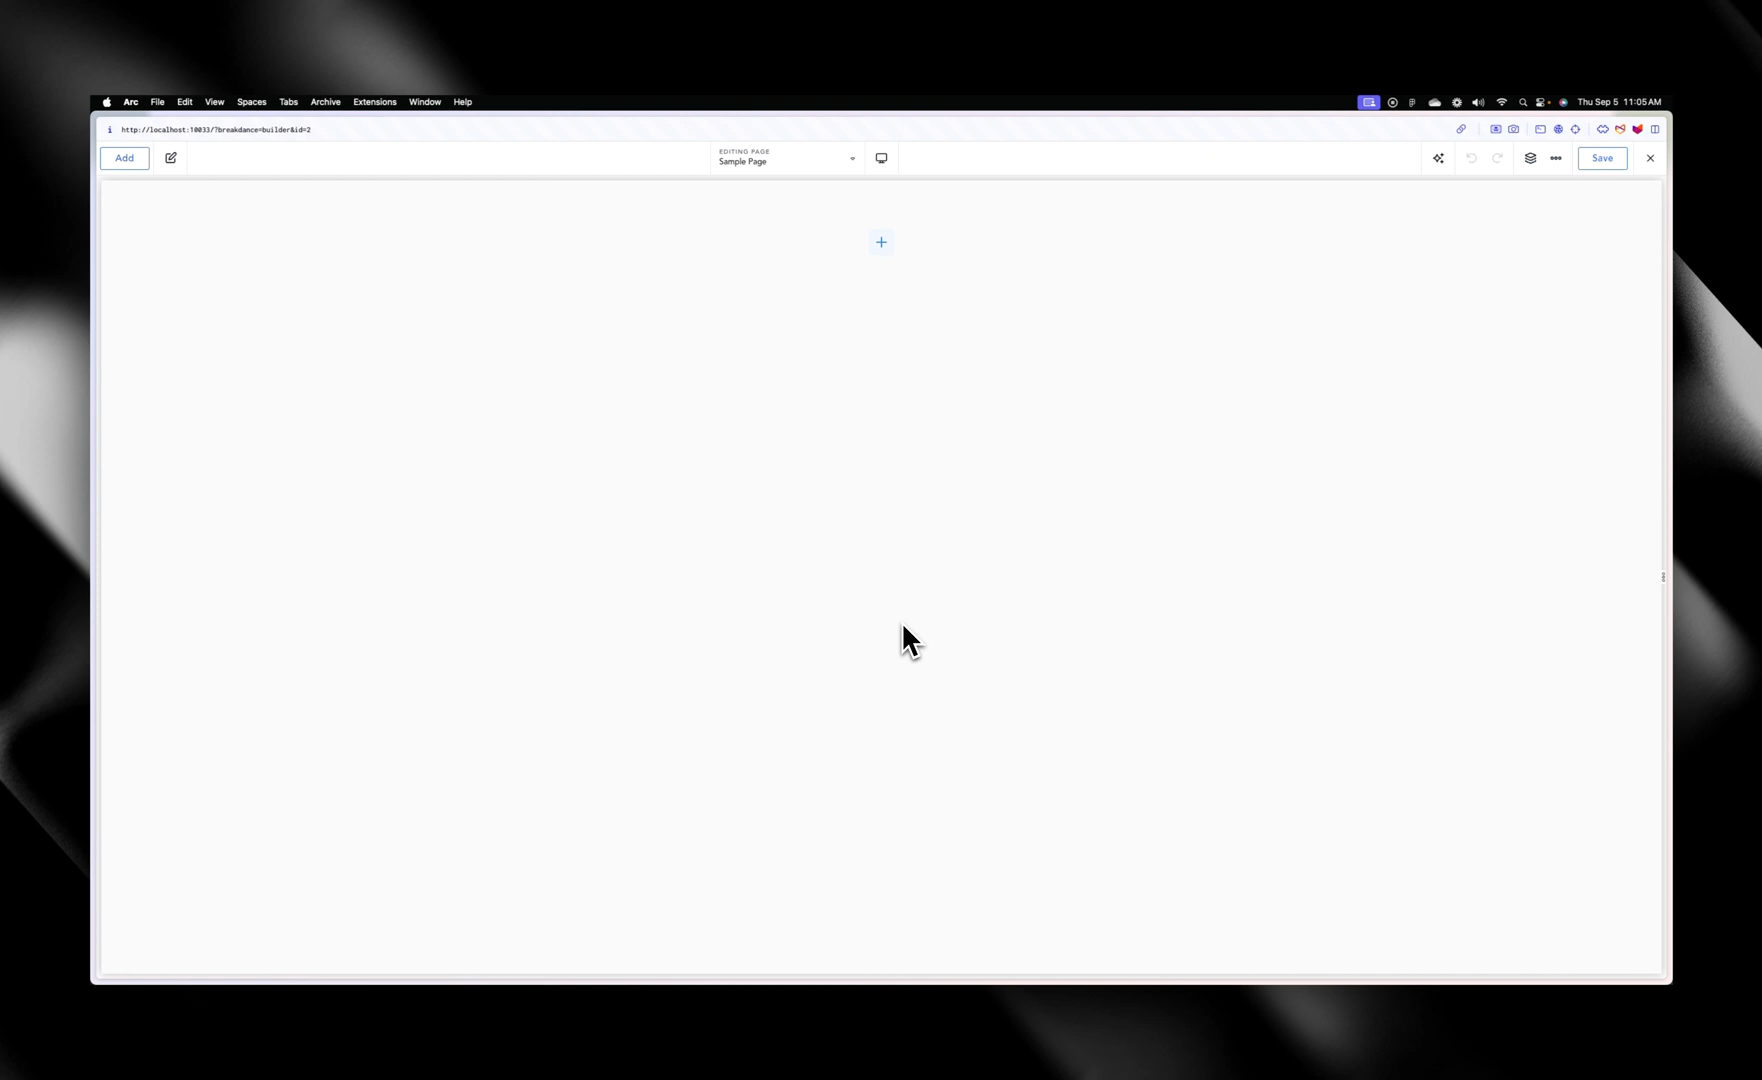 Arc File Edit View Spaces Tabs Archive Extensions Window Help Thu Sep 5 11:05 AM
http://localhost:10033/?breakdance=builder&id=2
Add
EDITING PAGE
Sample Page
Save